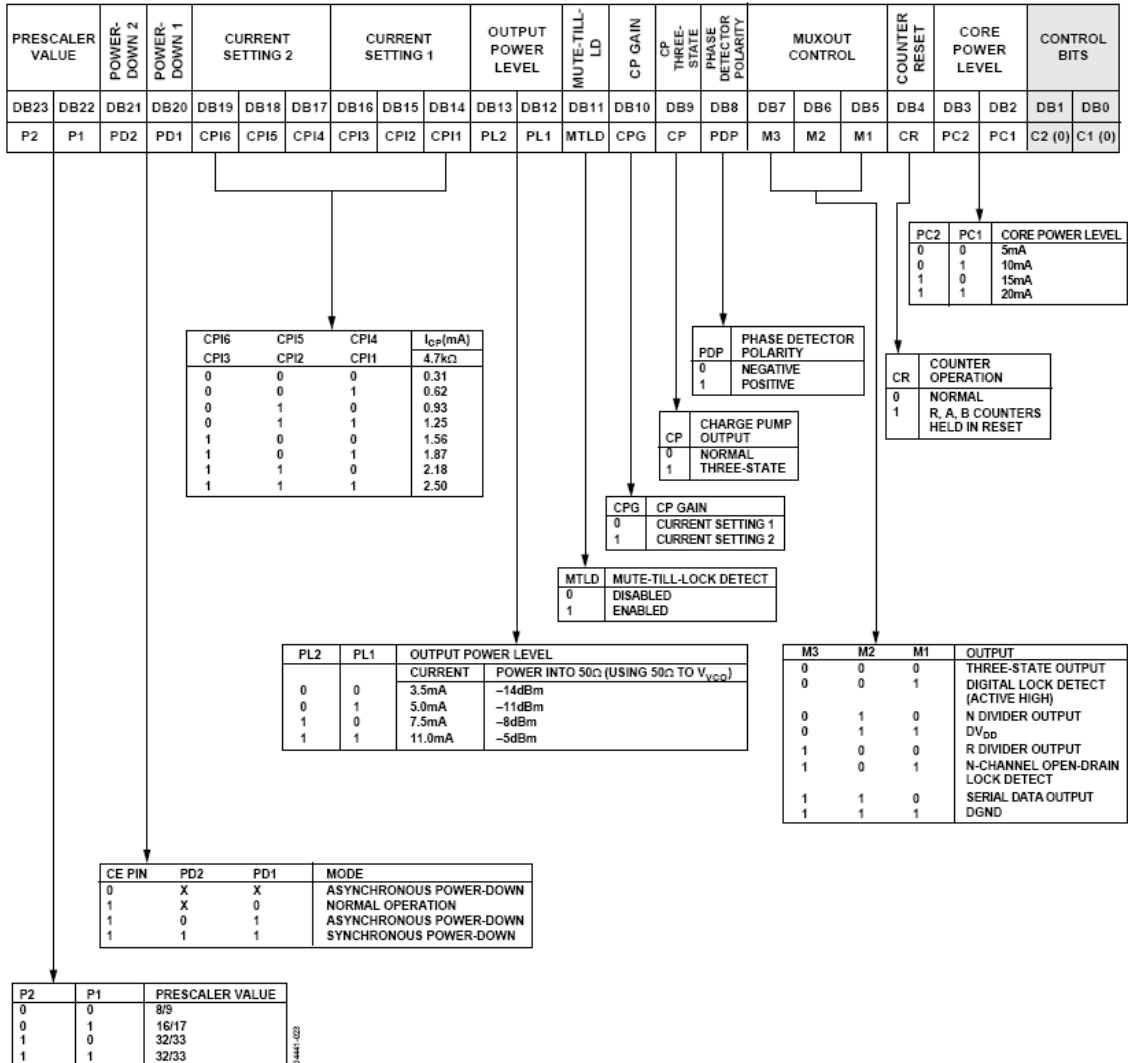 PRESCALER VALUE
POWER-DOWN 2
POWER-DOWN 1
CURRENT SETTING 2
CURRENT SETTING 1
OUTPUT POWER LEVEL
MUTE-TILL-LD
CP GAIN
CP THREE-STATE
PHASE DETECTOR POLARITY
MUXOUT CONTROL
COUNTER RESET
CORE POWER LEVEL
CONTROL BITS
DB23 DB22 DB21 DB20 DB19 DB18 DB17 DB16 DB15 DB14 DB13 DB12 DB11 DB10 DB9 DB8 DB7 DB6 DB5 DB4 DB3 DB2 DB1 DB0
P2 P1 PD2 PD1 CPI6 CPI5 CPI4 CPI3 CPI2 CPI1 PL2 PL1 MTLD CPG CP PDP M3 M2 M1 CR PC2 PC1 C2 (0) C1 (0)
PC2 PC1 CORE POWER LEVEL
0 0 5mA
0 1 10mA
1 0 15mA
1 1 20mA
CPI6 CPI5 CPI4 ICP(mA)
CPI3 CPI2 CPI1 4.7kΩ
0 0 0 0.31
0 0 1 0.62
0 1 0 0.93
0 1 1 1.25
1 0 0 1.56
1 0 1 1.87
1 1 0 2.18
1 1 1 2.50
PDP PHASE DETECTOR POLARITY
0 NEGATIVE
1 POSITIVE
CR COUNTER OPERATION
0 NORMAL
1 R, A, B COUNTERS
HELD IN RESET
CP CHARGE PUMP OUTPUT
0 NORMAL
1 THREE-STATE
CPG CP GAIN
0 CURRENT SETTING 1
1 CURRENT SETTING 2
MTLD MUTE-TILL-LOCK DETECT
0 DISABLED
1 ENABLED
PL2 PL1 OUTPUT POWER LEVEL
CURRENT POWER INTO 50Ω (USING 50Ω TO VVCO)
0 0 3.5mA –14dBm
0 1 5.0mA –11dBm
1 0 7.5mA –8dBm
1 1 11.0mA –5dBm
M3 M2 M1 OUTPUT
0 0 0 THREE-STATE OUTPUT
0 0 1 DIGITAL LOCK DETECT
(ACTIVE HIGH)
0 1 0 N DIVIDER OUTPUT
0 1 1 DVDD
1 0 0 R DIVIDER OUTPUT
1 0 1 N-CHANNEL OPEN-DRAIN
LOCK DETECT
1 1 0 SERIAL DATA OUTPUT
1 1 1 DGND
CE PIN PD2 PD1 MODE
0 X X ASYNCHRONOUS POWER-DOWN
1 X 0 NORMAL OPERATION
1 0 1 ASYNCHRONOUS POWER-DOWN
1 1 1 SYNCHRONOUS POWER-DOWN
P2 P1 PRESCALER VALUE
0 0 8/9
0 1 16/17
1 0 32/33
1 1 32/33